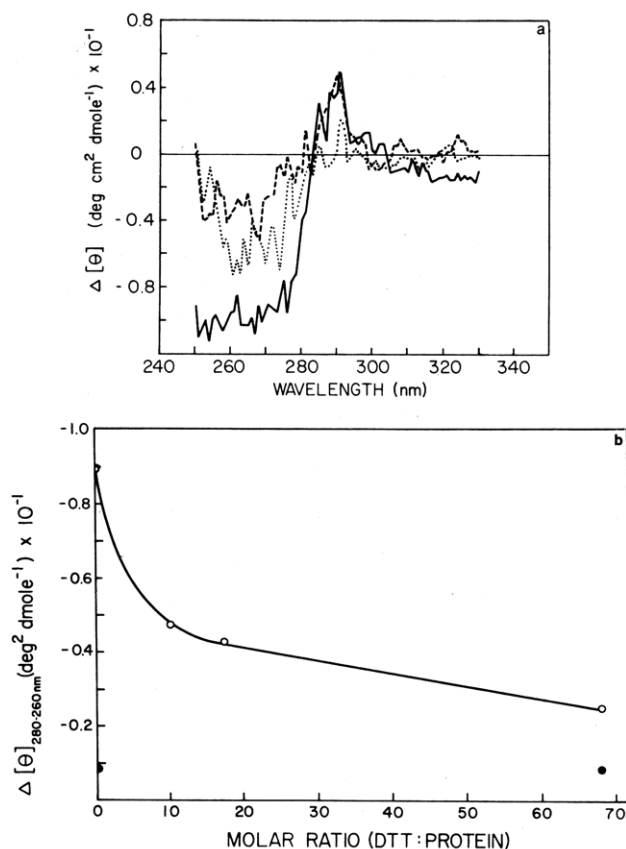 a
0.8
0.4
0
-0.4
-0.8
Δ [θ] (deg cm² dmole⁻¹) x 10⁻¹
240 260 280 300 320 340
WAVELENGTH (nm)
b
-1.0
-0.8
-0.6
-0.4
-0.2
Δ [θ]280-260nm (deg² dmole⁻¹) x 10⁻¹
0 10 20 30 40 50 60 70
MOLAR RATIO (DTT:PROTEIN)